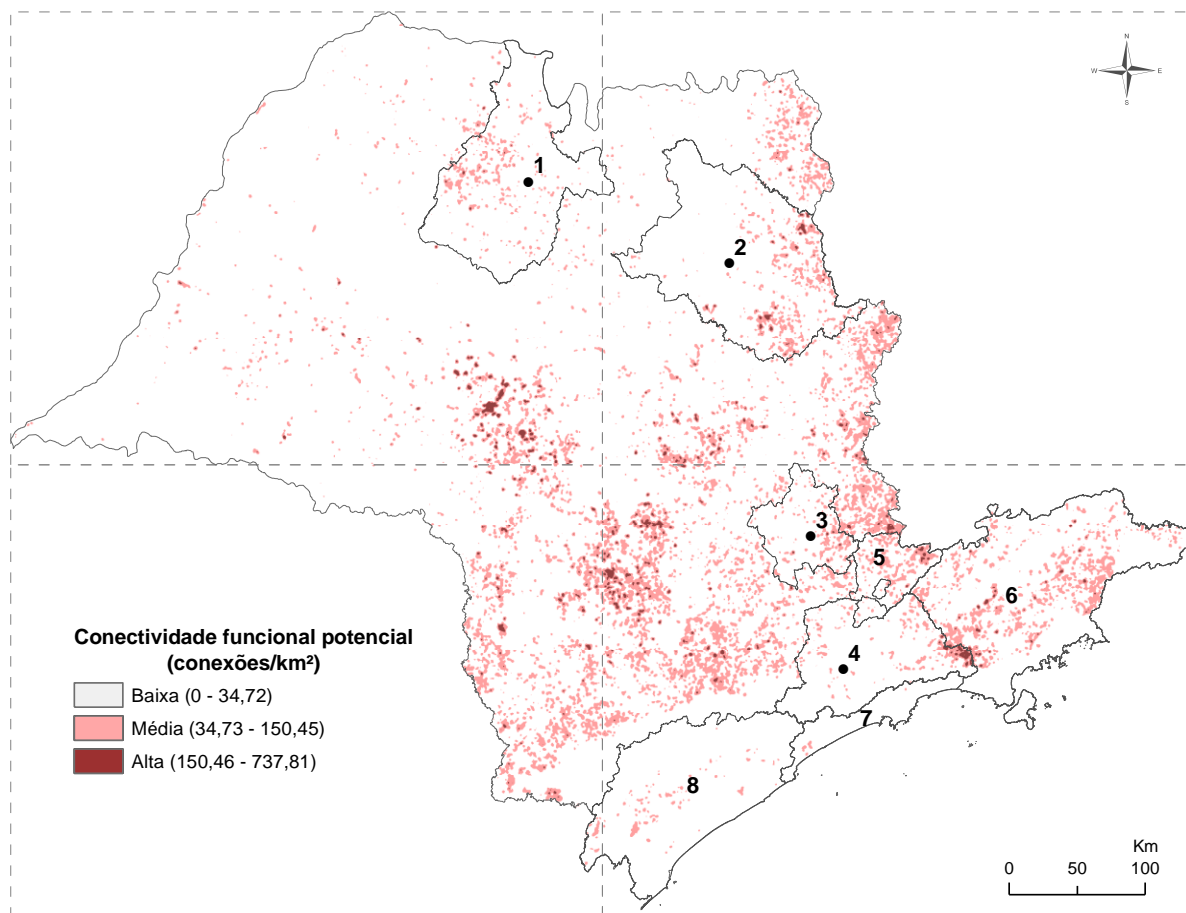 N
W E
S
1
2
3
5
6
4
7
8
Conectividade funcional potencial
(conexões/km²)
Baixa (0 - 34,72)
Média (34,73 - 150,45)
Alta (150,46 - 737,81)
Km
0 50 100